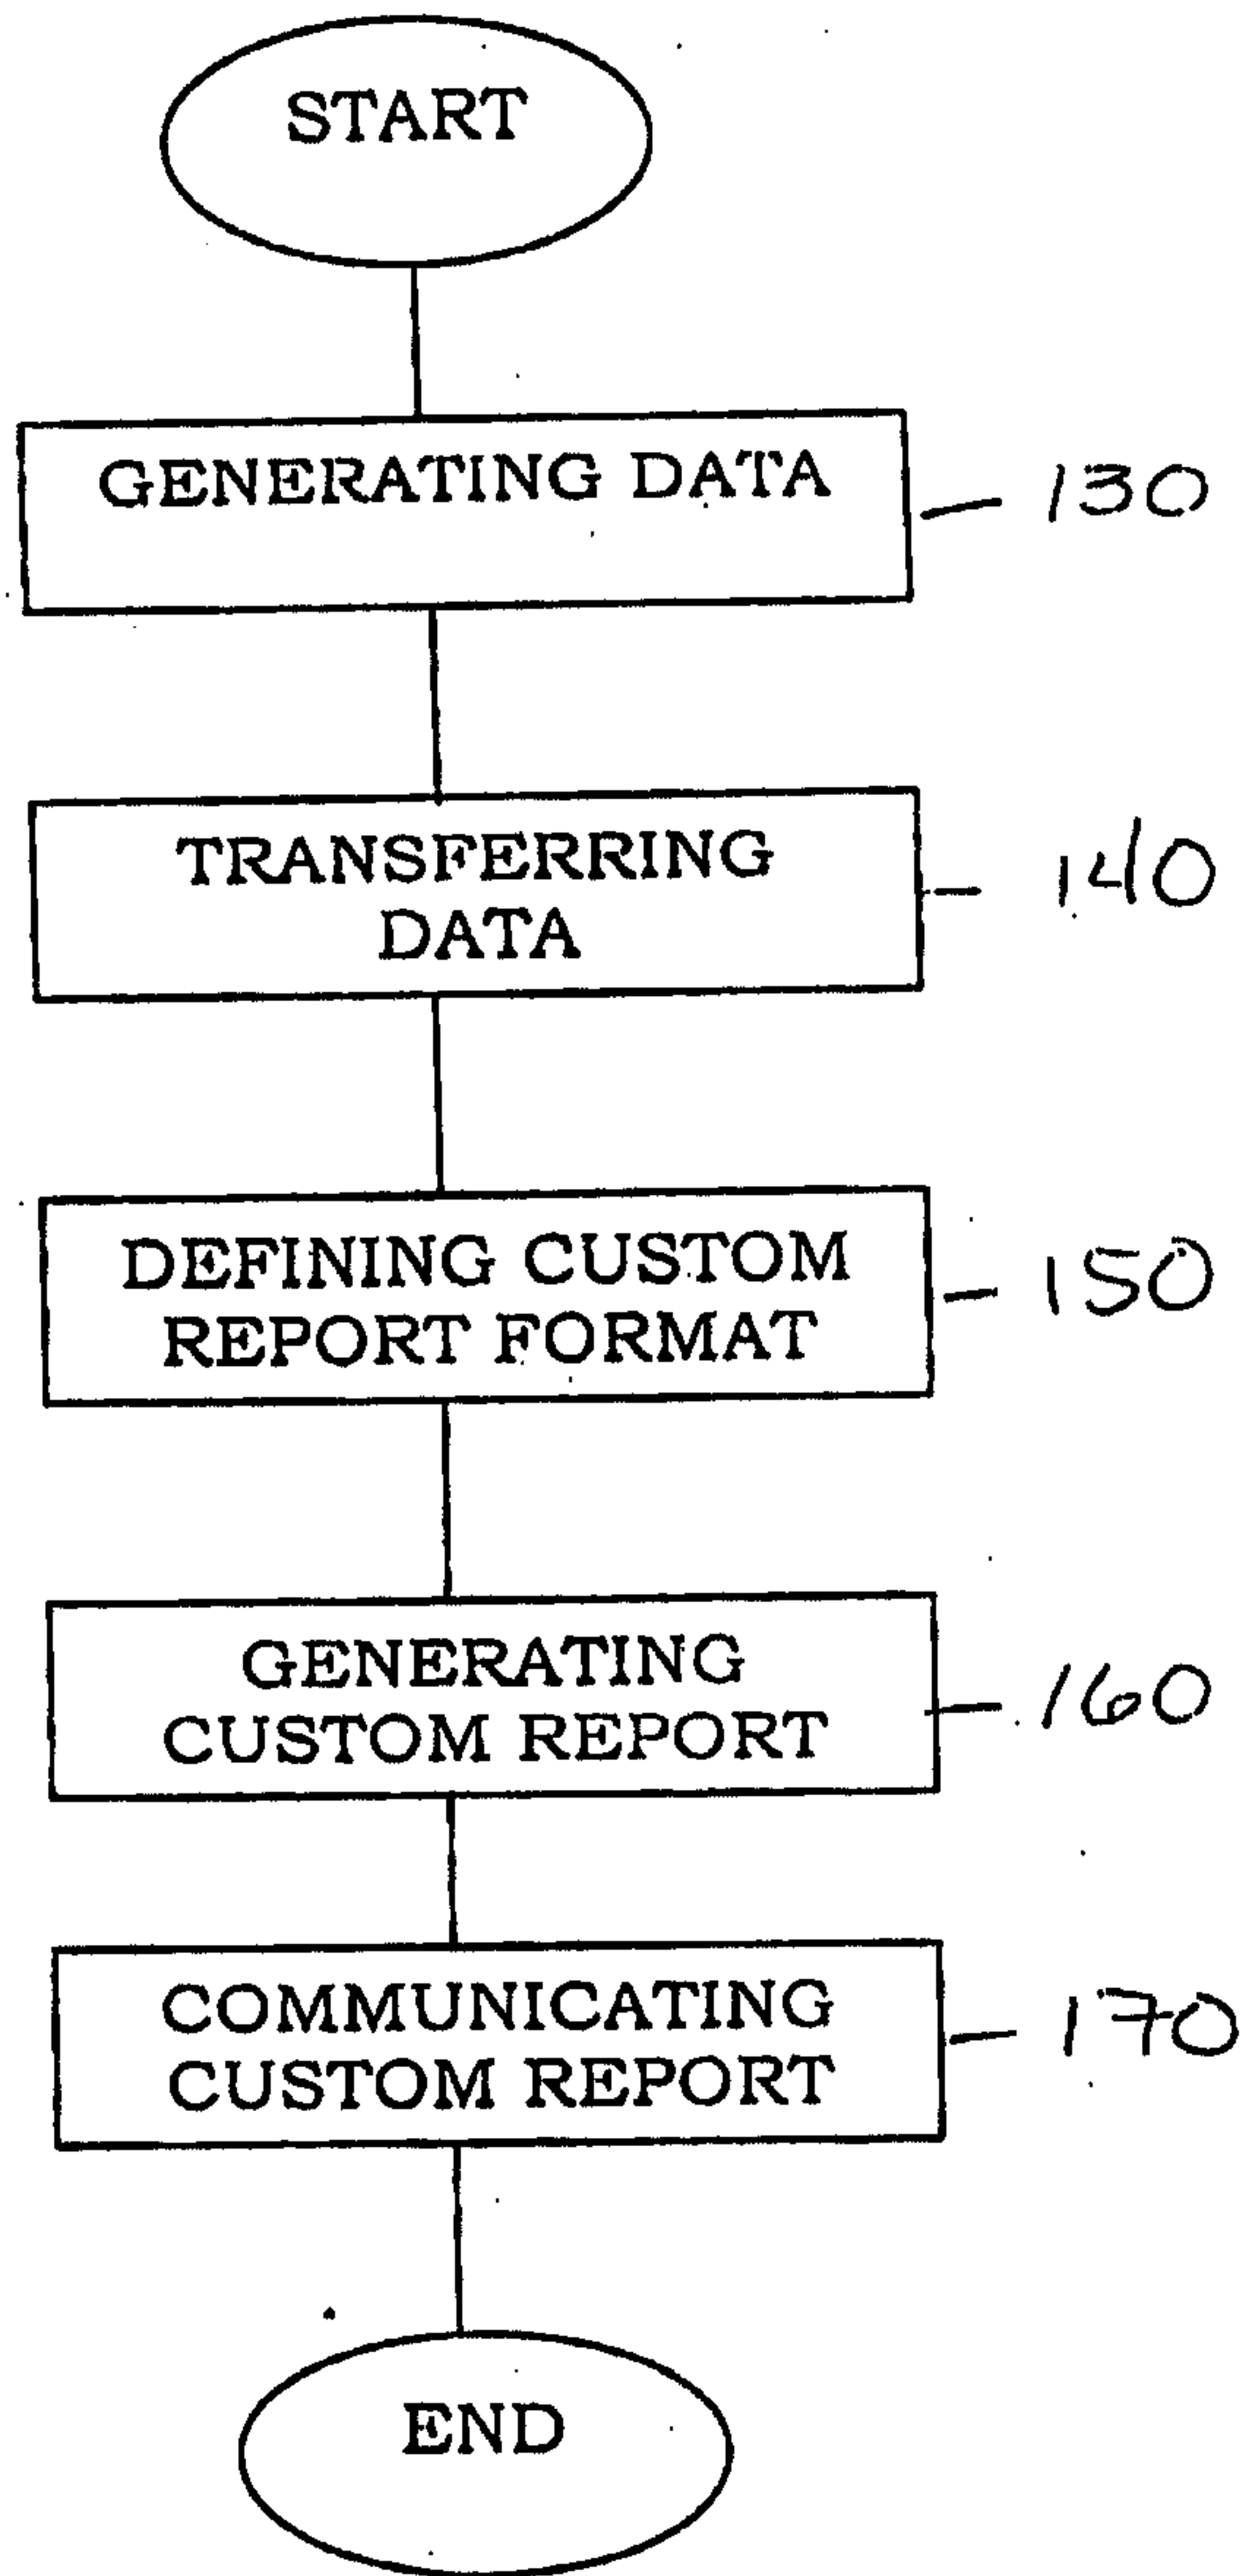 START
GENERATING DATA
130
TRANSFERRING
DATA
140
DEFINING CUSTOM
REPORT FORMAT
150
GENERATING
CUSTOM REPORT
160
COMMUNICATING
CUSTOM REPORT
170
END